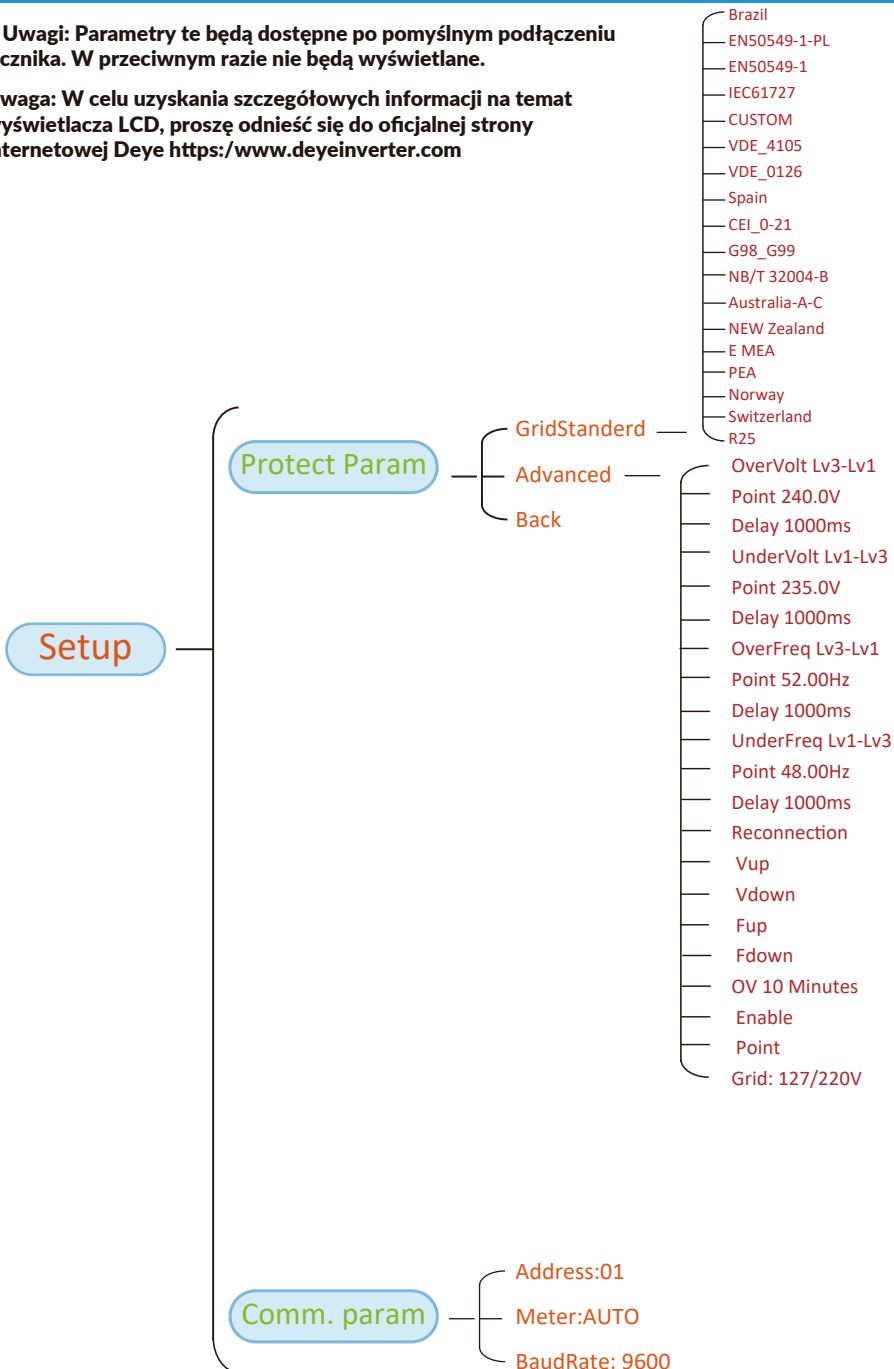 Uwagi: Parametry te będą dostępne po pomyślnym podłączeniu
cznika. W przeciwnym razie nie będą wyświetlane.
waga: W celu uzyskania szczegółowych informacji na temat
yświetlacza LCD, proszę odnieść się do oficjalnej strony
nternetowej Deye https:/www.deyeinverter.com
Brazil
EN50549-1-PL
EN50549-1
IEC61727
CUSTOM
VDE_4105
VDE_0126
Spain
CEI_0-21
G98_G99
NB/T 32004-B
Australia-A-C
NEW Zealand
E MEA
PEA
Norway
Switzerland
R25
Setup
Protect Param
GridStanderd
Advanced
Back
OverVolt Lv3-Lv1
Point 240.0V
Delay 1000ms
UnderVolt Lv1-Lv3
Point 235.0V
Delay 1000ms
OverFreq Lv3-Lv1
Point 52.00Hz
Delay 1000ms
UnderFreq Lv1-Lv3
Point 48.00Hz
Delay 1000ms
Reconnection
Vup
Vdown
Fup
Fdown
OV 10 Minutes
Enable
Point
Grid: 127/220V
Comm. param
Address:01
Meter:AUTO
BaudRate: 9600